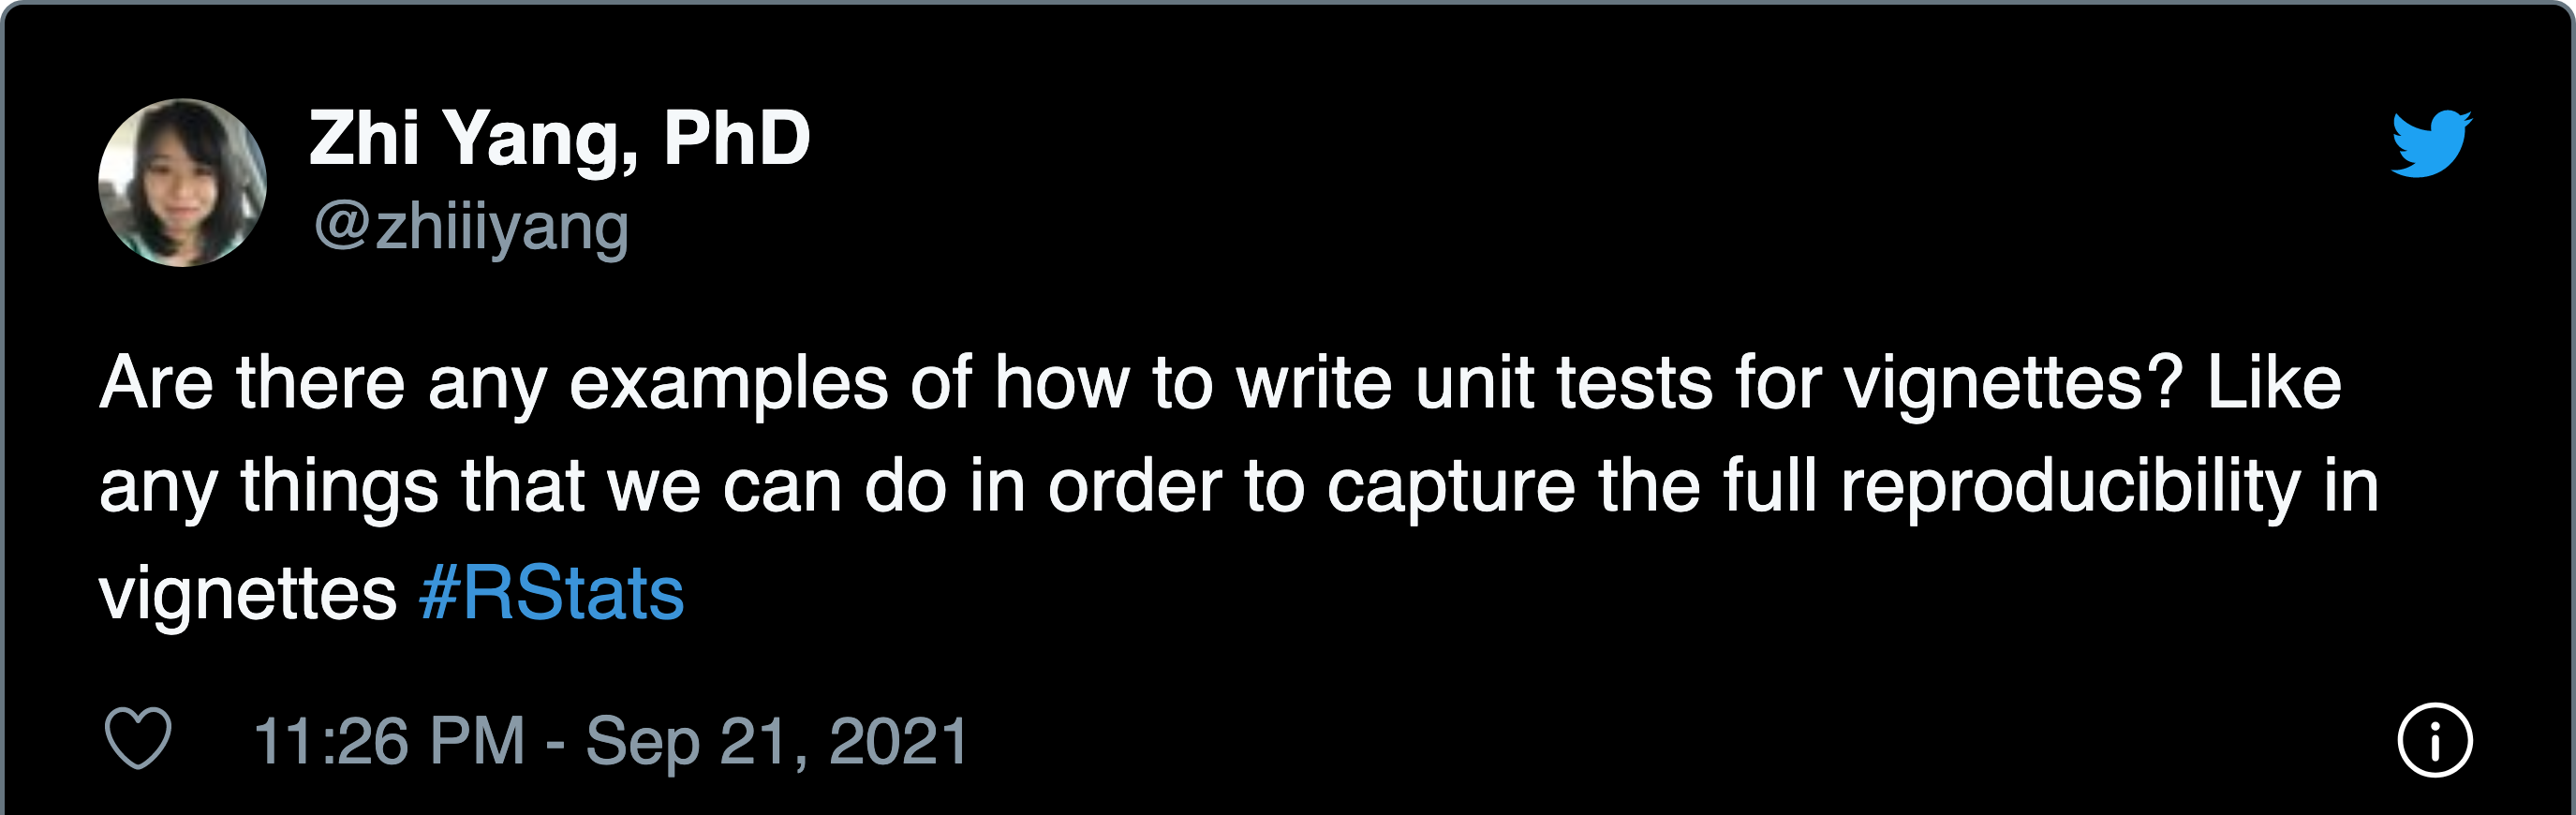 Zhi Yang, PhD
@zhiiiyang
Are there any examples of how to write unit tests for vignettes? Like
any things that we can do in order to capture the full reproducibility in
vignettes #RStats
11:26 PM - Sep 21, 2021